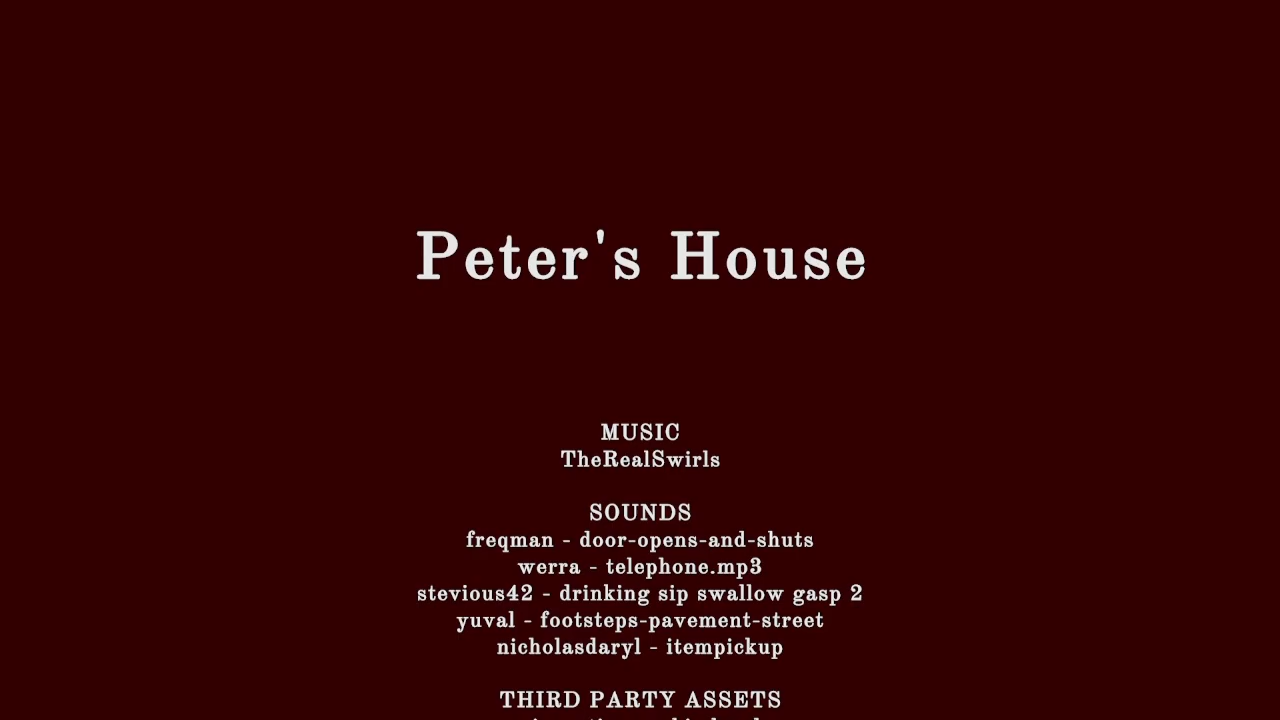 Peter's House
MUSIC
TheRealSwirls
SOUNDS
freqman - door-opens-and-shuts
werra - telephone.mp3
stevious42 - drinking sip swallow gasp 2
yuval - footsteps-pavement-street
nicholasdaryl - itempickup
THIRD PARTY ASSETS